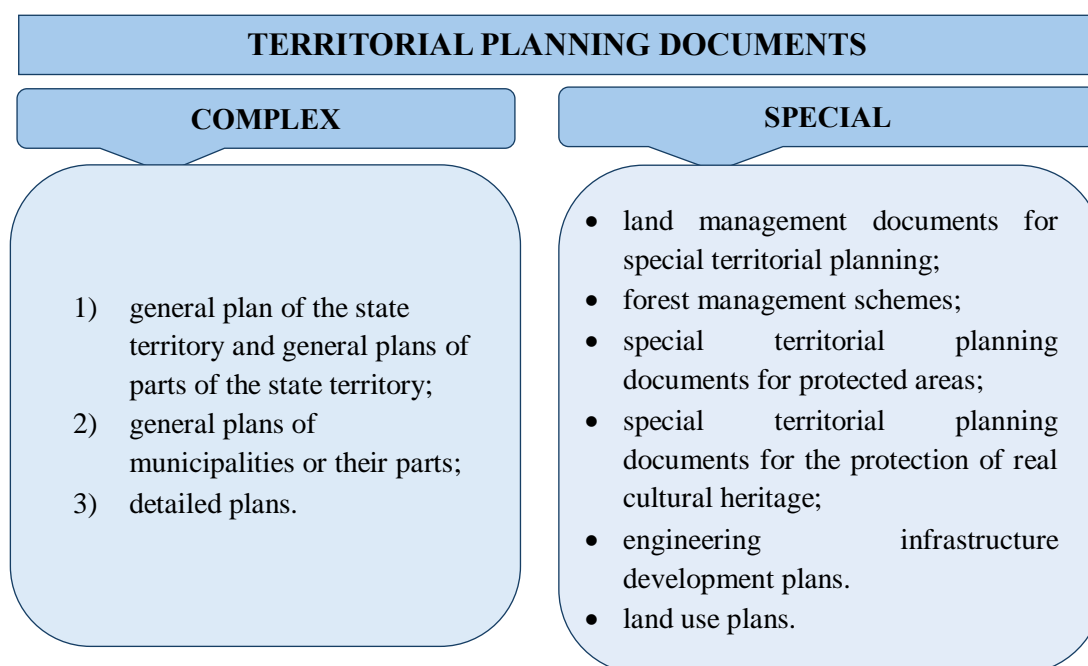 TERRITORIAL PLANNING DOCUMENTS
COMPLEX
1) general plan of the state
territory and general plans of
parts of the state territory;
2) general plans of
municipalities or their parts;
3) detailed plans.
SPECIAL
• land management documents for
special territorial planning;
• forest management schemes;
• special territorial planning
documents for protected areas;
• special territorial planning
documents for the protection of real
cultural heritage;
• engineering infrastructure
development plans.
• land use plans.